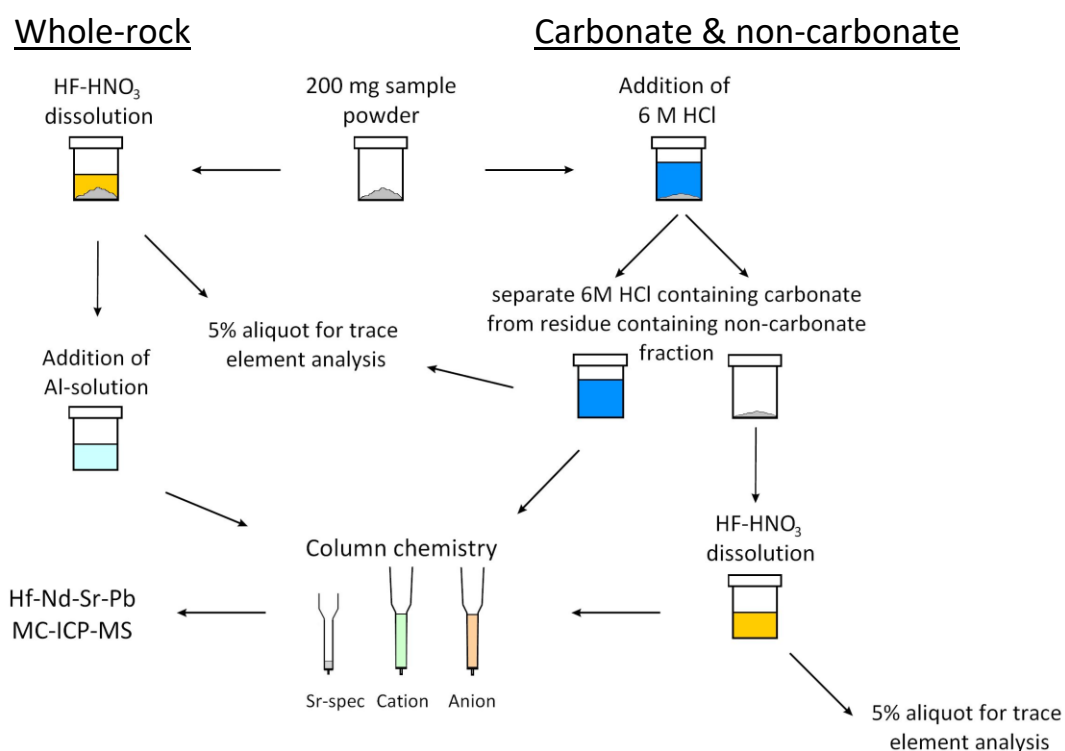 Whole-rock
Carbonate & non-carbonate
HF-HNO₃
dissolution
200 mg sample
powder
Addition of
6 M HCl
separate 6M HCl containing carbonate
from residue containing non-carbonate
fraction
5% aliquot for trace
element analysis
Addition of
Al-solution
HF-HNO₃
dissolution
Column chemistry
Hf-Nd-Sr-Pb
MC-ICP-MS
Sr-spec
Cation
Anion
5% aliquot for trace
element analysis